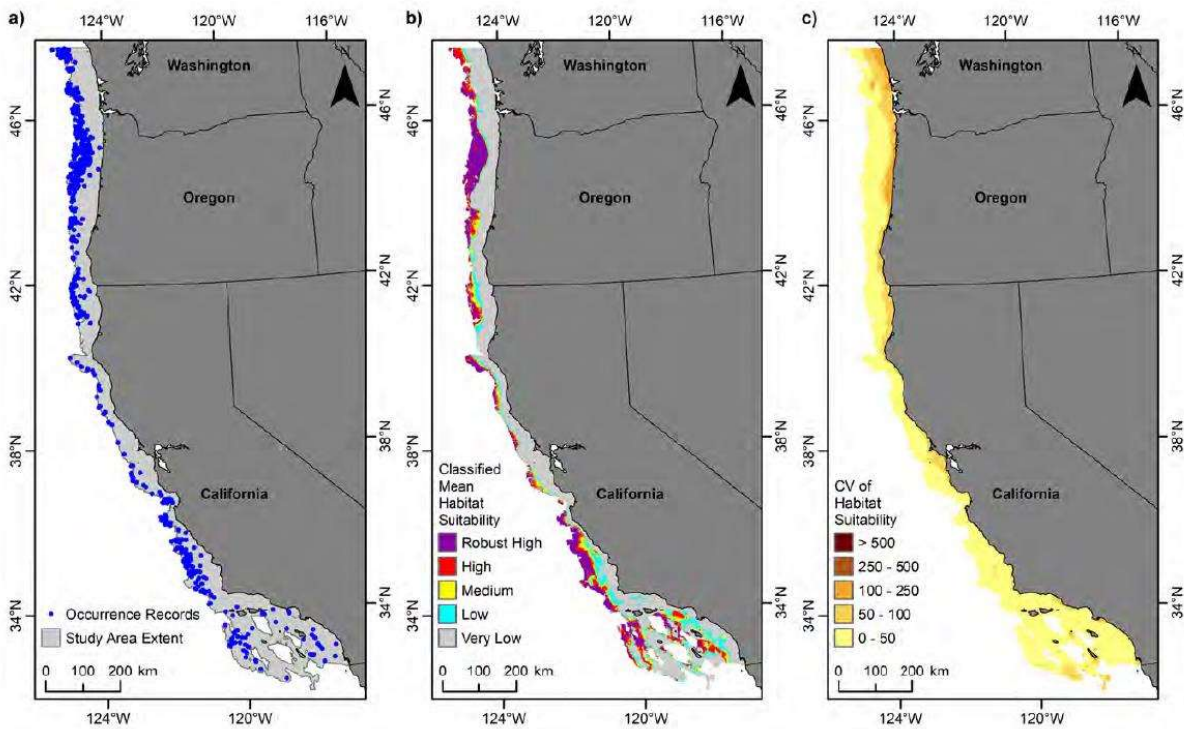 a)
124°W
120°W
116°W
Washington
46°N
46°N
Oregon
42°N
42°N
38°N
38°N
California
34°N
34°N
Occurrence Records
Study Area Extent
0 100 200 km
124°W
120°W
b)
124°W
120°W
116°W
Washington
46°N
46°N
Oregon
42°N
42°N
38°N
38°N
Classified
Mean
Habitat
Suitability
California
Robust High
High
Medium
Low
Very Low
34°N
34°N
0 100 200 km
124°W
120°W
c)
124°W
120°W
116°W
Washington
46°N
46°N
Oregon
42°N
42°N
38°N
38°N
CV of
Habitat
Suitability
California
> 500
250 - 500
100 - 250
50 - 100
0 - 50
34°N
34°N
0 100 200 km
124°W
120°W